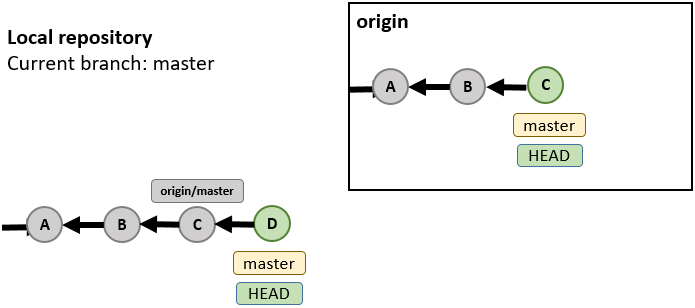 Local repository
Current branch: master
origin
A B C
master
HEAD
origin/master
A B C D
master
HEAD